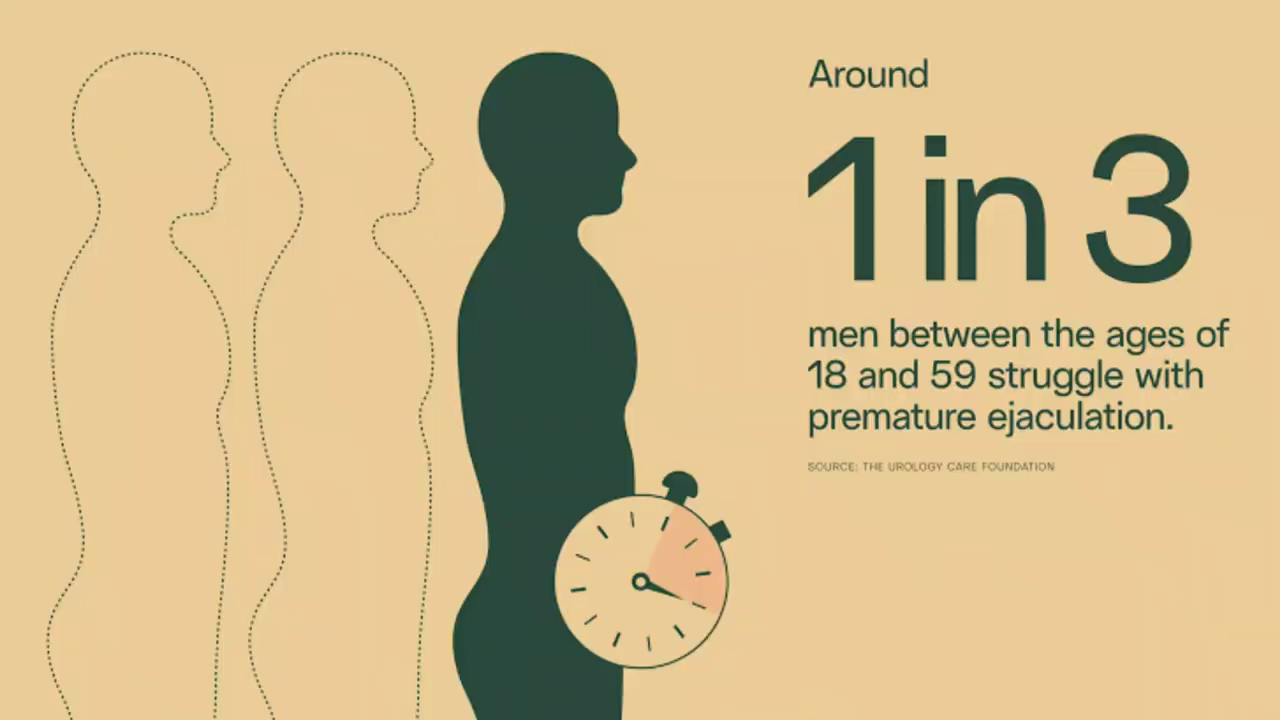 Around
1 in 3
men between the ages of
18 and 59 struggle with
premature ejaculation.
SOURCE: THE UROLOGY CARE FOUNDATION